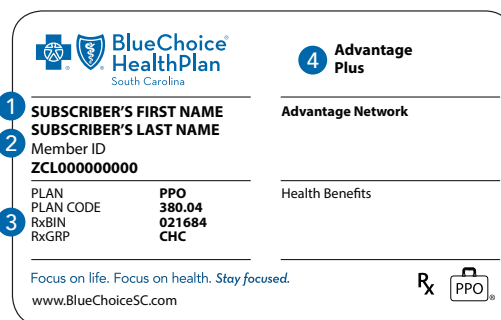 BlueChoice®
HealthPlan
South Carolina
4 Advantage
Plus
1 SUBSCRIBER'S FIRST NAME
SUBSCRIBER'S LAST NAME
2 Member ID
ZCL000000000
Advantage Network
PLAN PPO
PLAN CODE 380.04
3 RxBIN 021684
RxGRP CHC
Health Benefits
Focus on life. Focus on health. Stay focused.
www.BlueChoiceSC.com
Rx PPO®